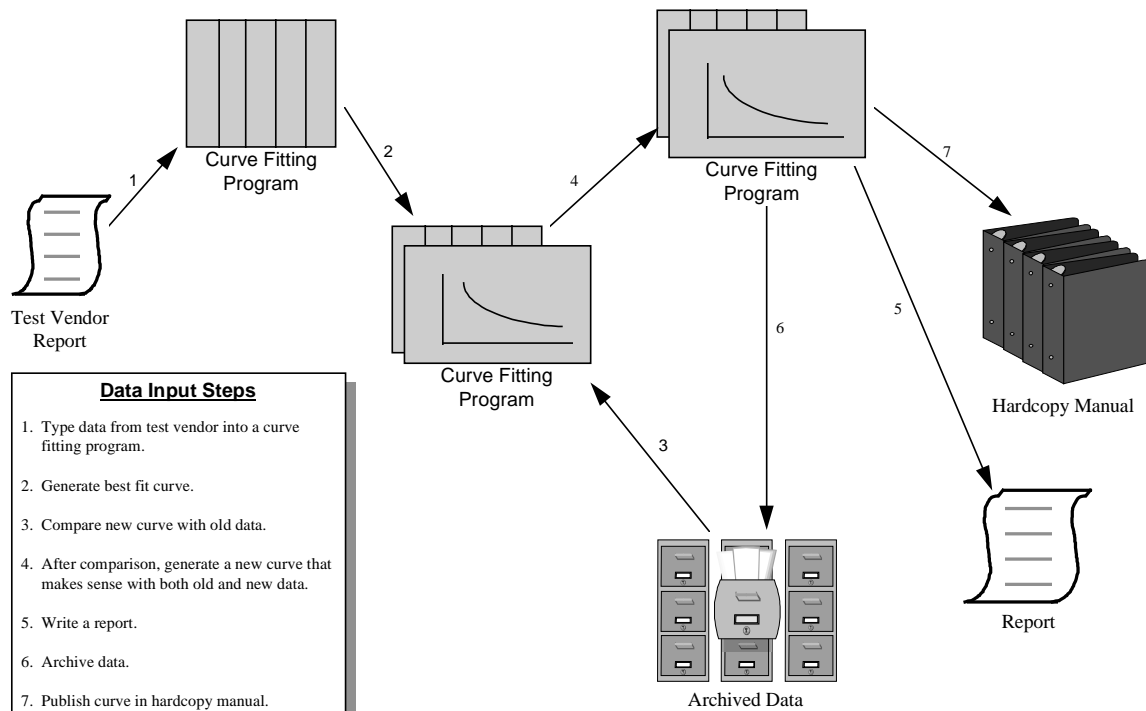 Curve Fitting
Program
1
Test Vendor
Report
2
Curve Fitting
Program
4
Curve Fitting
Program
7
Hardcopy Manual
5
Report
6
3
Archived Data
Data Input Steps
1. Type data from test vendor into a curve
fitting program.
2. Generate best fit curve.
3. Compare new curve with old data.
4. After comparison, generate a new curve that
makes sense with both old and new data.
5. Write a report.
6. Archive data.
7. Publish curve in hardcopy manual.